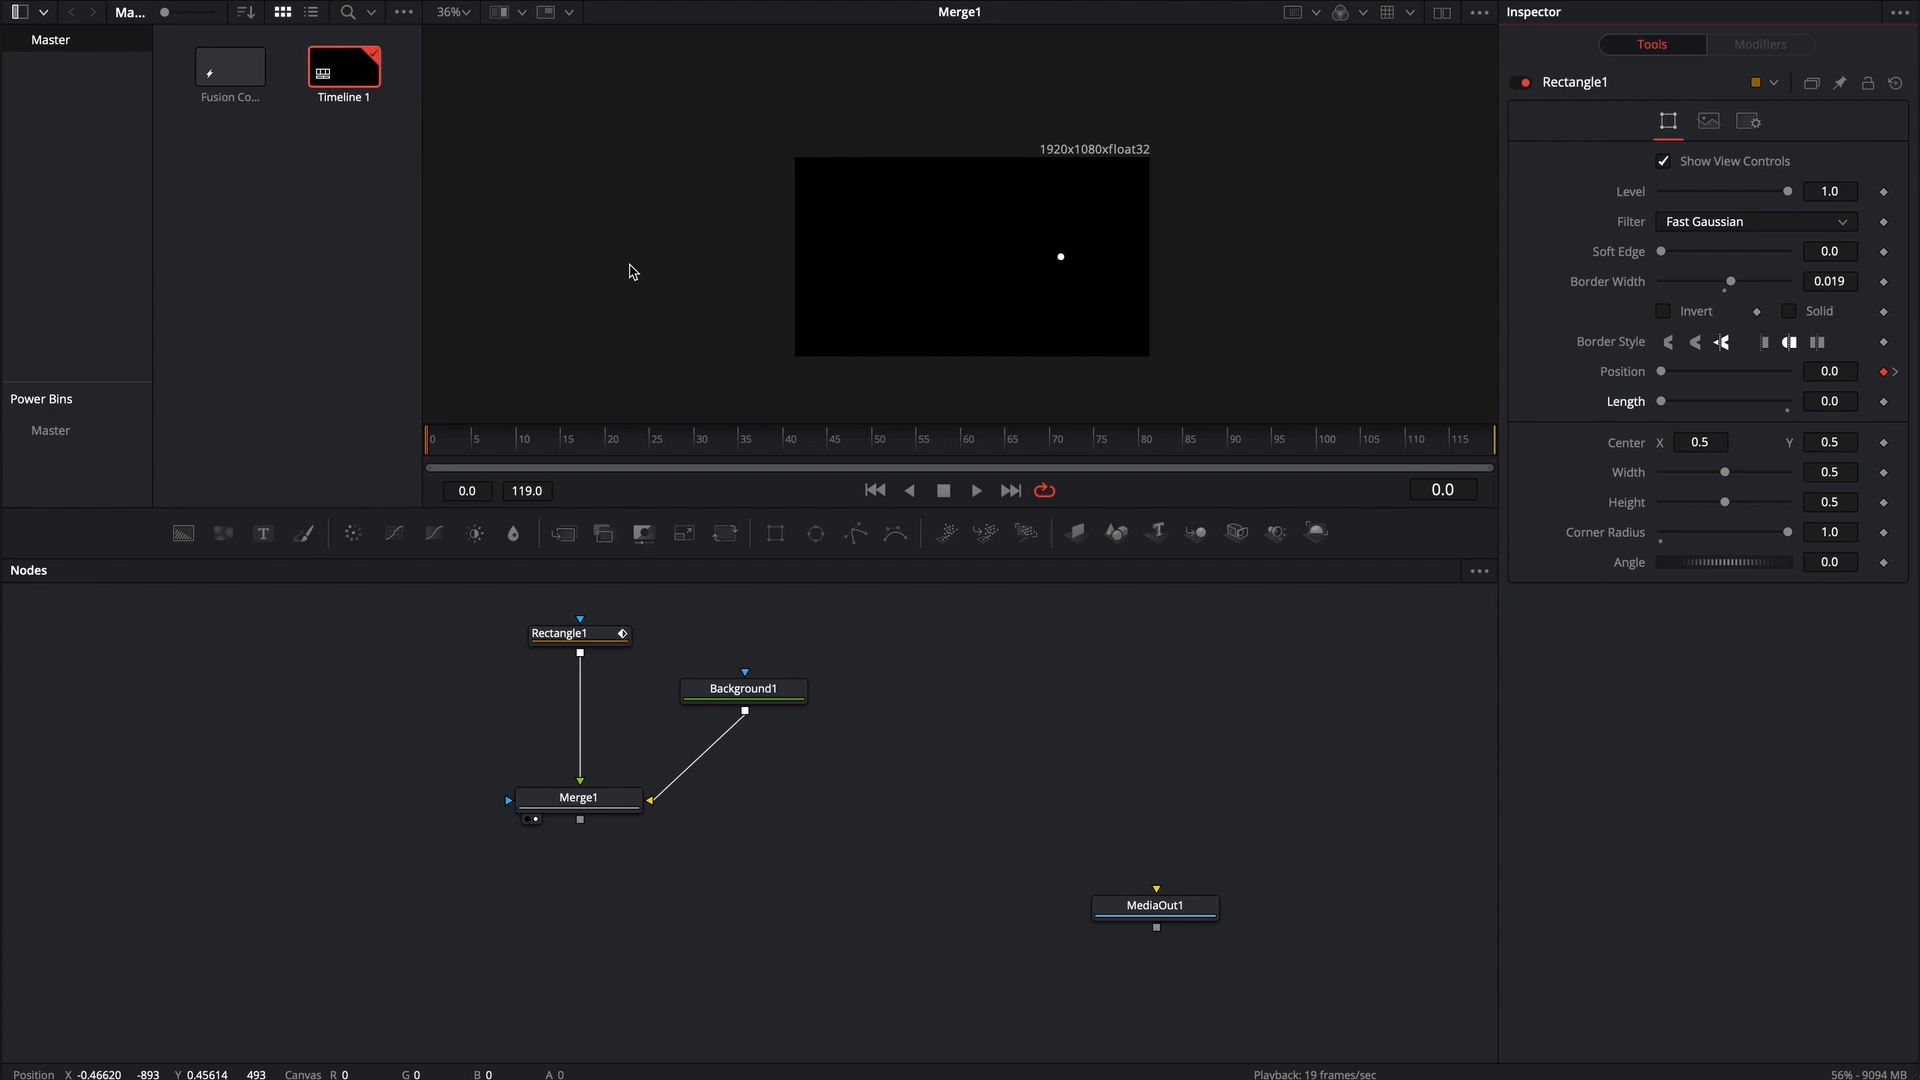 Ma...
36%
Merge1
Inspector
Master
Fusion Co...
Timeline 1
Power Bins
Master
1920x1080xfloat32
Tools
Modifiers
Rectangle1
Show View Controls
Level 1.0
Filter Fast Gaussian
Soft Edge 0.0
Border Width 0.019
Invert Solid
Border Style
Position 0.0
Length 0.0
Center X 0.5 Y 0.5
Width 0.5
Height 0.5
Corner Radius 1.0
Angle 0.0
0 5 10 15 20 25 30 35 40 45 50 55 60 65 70 75 80 85 90 95 100 105 110 115
0.0 119.0 0.0
Nodes
Rectangle1
Background1
Merge1
MediaOut1
Position X -0.46620 -893 Y 0.45614 493 Canvas R 0 G 0 B 0 A 0 Playback: 19 frames/sec 56% - 9094 MB